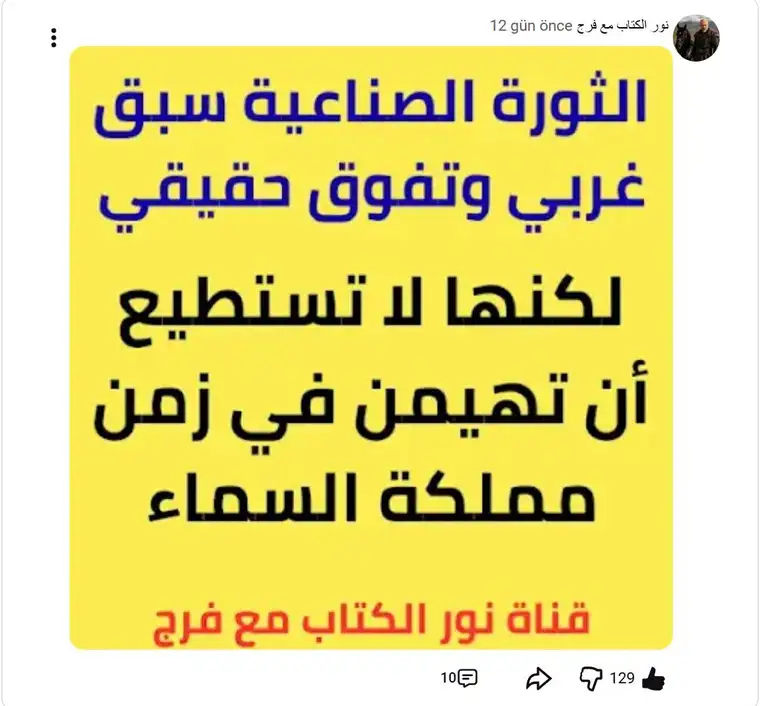 نور الكتاب مع فرج 12 gün önce
الثورة الصناعية سبق
غربي وتفوق حقيقي
لكنها لا تستطيع
أن تهيمن في زمن
مملكة السماء
قناة نور الكتاب مع فرج
129 10